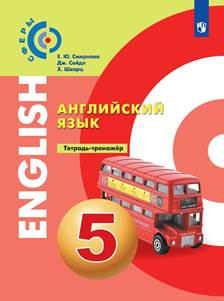 СФЕРЫ
Е. Ю. Смирнова
Дж. Сейдл
Х. Шварц
АНГЛИЙСКИЙ
ЯЗЫК
Тетрадь-тренажёр
ENGLISH
5